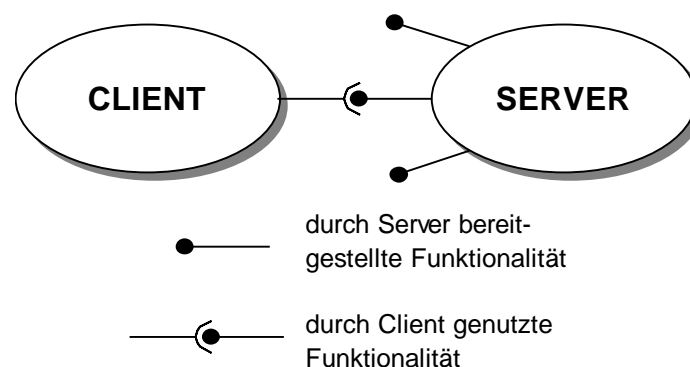 CLIENT
SERVER
durch Server bereit-
gestellte Funktionalität
durch Client genutzte
Funktionalität